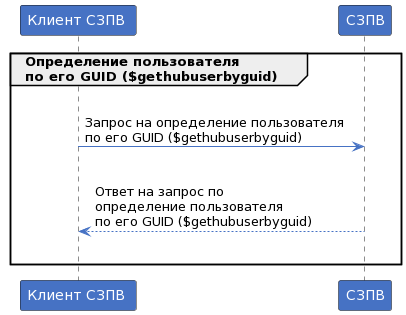 Клиент СЗПВ
СЗПВ
Определение пользователя
по его GUID ($gethubuserbyguid)
Запрос на определение пользователя
по его GUID ($gethubuserbyguid)
Ответ на запрос по
определение пользователя
по его GUID ($gethubuserbyguid)
Клиент СЗПВ
СЗПВ